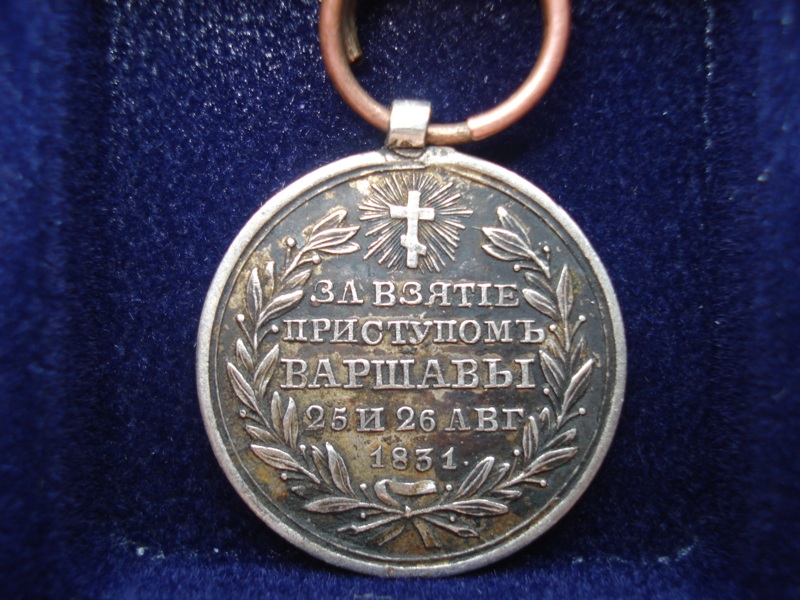 ЗА ВЗЯТІЕ
ПРИСТУПОМЪ
ВАРШАВЫ
25 И 26 АВГ.
1831.